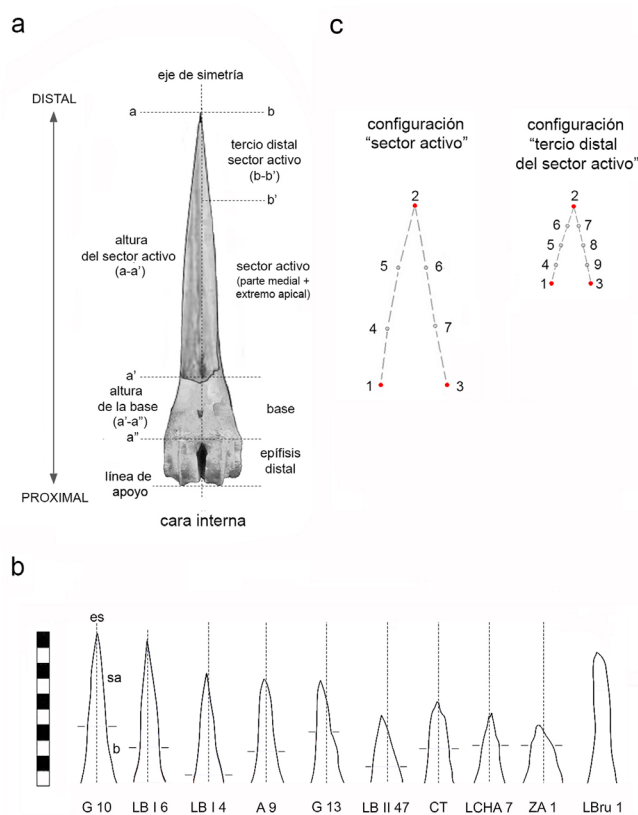 a
eje de simetría
DISTAL
a
b
tercio distal
sector activo
(b-b')
b'
altura
del sector activo
(a-a')
sector activo
(parte medial +
extremo apical)
a'
altura
de la base
(a'-a")
base
a"
epífisis
distal
línea de
apoyo
PROXIMAL
cara interna
c
configuración
“sector activo”
2
5
6
4
7
1
3
configuración
“tercio distal
del sector activo”
2
6
7
5
8
4
9
1
3
b
es
sa
b
G 10
LB I 6
LB I 4
A 9
G 13
LB II 47
CT
LCHA 7
ZA 1
LBru 1